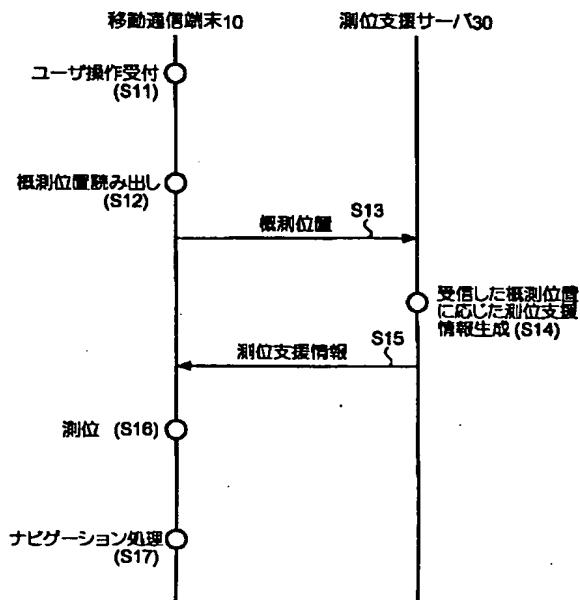 移動通信端末10
測位支援サーバ30
ユーザ操作受付
(S11)
概測位置読み出し
(S12)
概測位置
S13
受信した概測位置
に応じた測位支援
情報生成 (S14)
測位支援情報
S15
測位 (S16)
ナビゲーション処理
(S17)